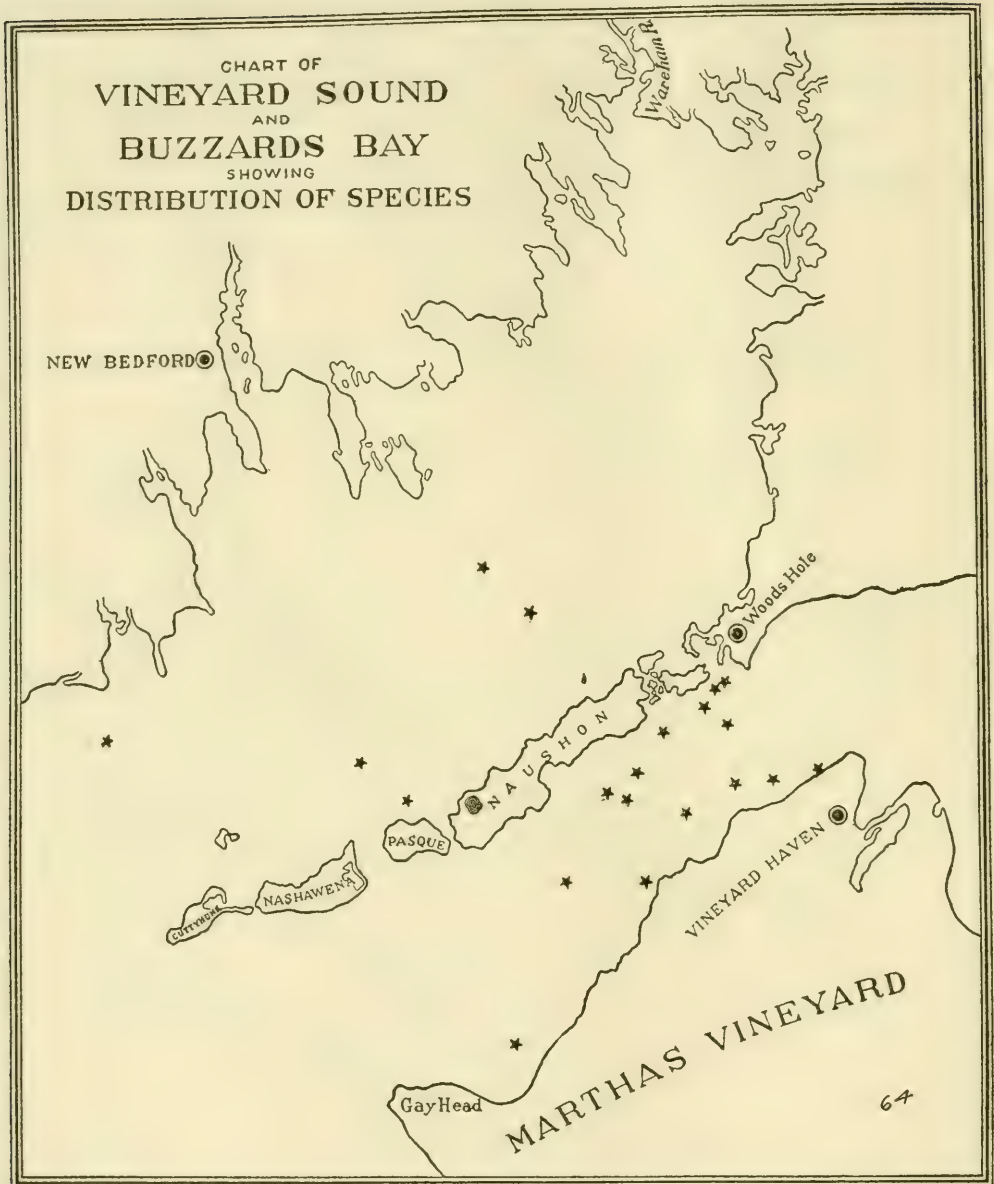 CHART OF
VINEYARD SOUND
AND
BUZZARDS BAY
SHOWING
DISTRIBUTION OF SPECIES
Wareham R.
NEW BEDFORD
Woods Hole
NAUSHON
PASQUE
NASHAWENA
CUTTYHUNK
VINEYARD HAVEN
MARTHAS VINEYARD
Gay Head
64